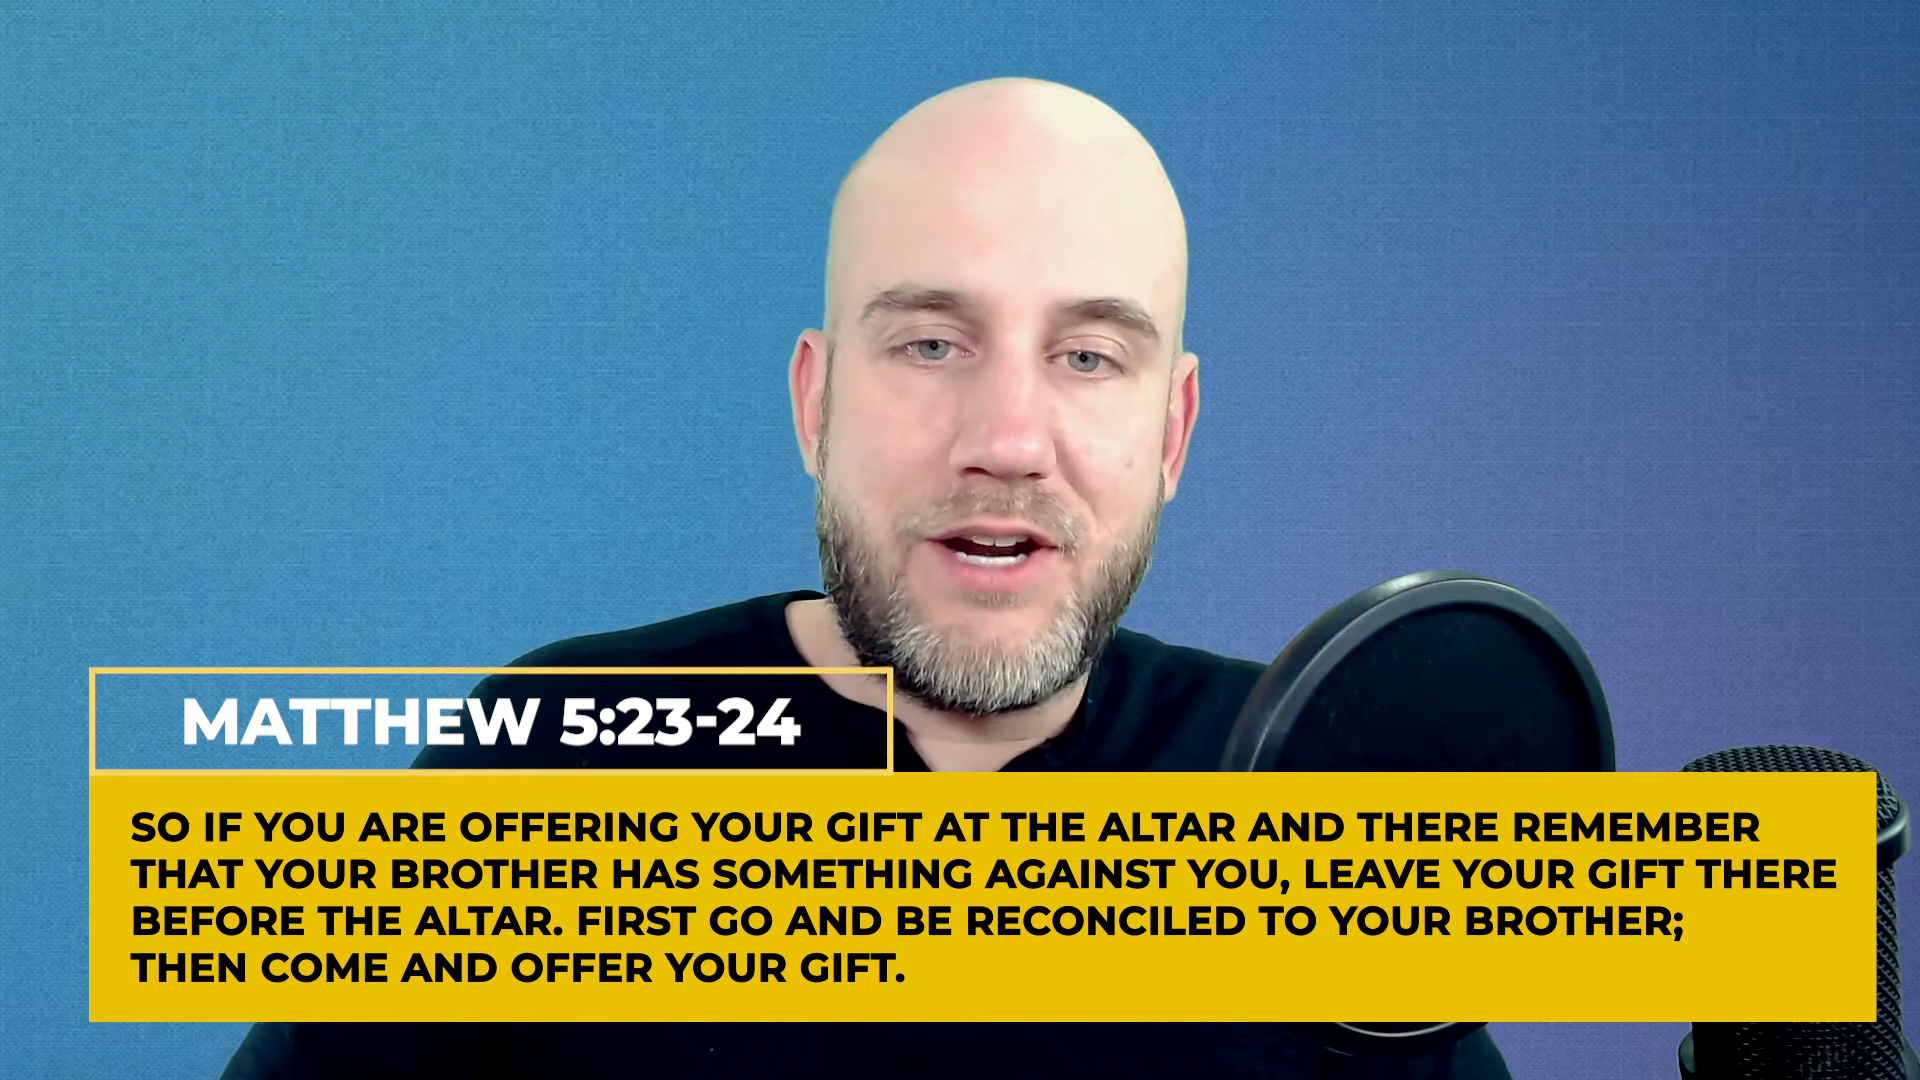 MATTHEW 5:23-24
SO IF YOU ARE OFFERING YOUR GIFT AT THE ALTAR AND THERE REMEMBER
THAT YOUR BROTHER HAS SOMETHING AGAINST YOU, LEAVE YOUR GIFT THERE
BEFORE THE ALTAR. FIRST GO AND BE RECONCILED TO YOUR BROTHER;
THEN COME AND OFFER YOUR GIFT.